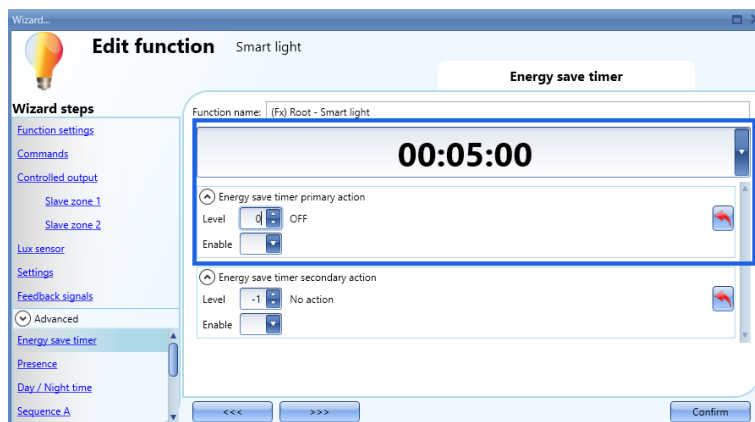 Wizard...
Edit function Smart light
Energy save timer
Wizard steps
Function settings
Commands
Controlled output
Slave zone 1
Slave zone 2
Lux sensor
Settings
Feedback signals
Advanced
Energy save timer
Presence
Day / Night time
Sequence A
Function name: (Fx) Root - Smart light
00:05:00
Energy save timer primary action
Level 0 OFF
Enable
Energy save timer secondary action
Level -1 No action
Enable
<<< >>> Confirm